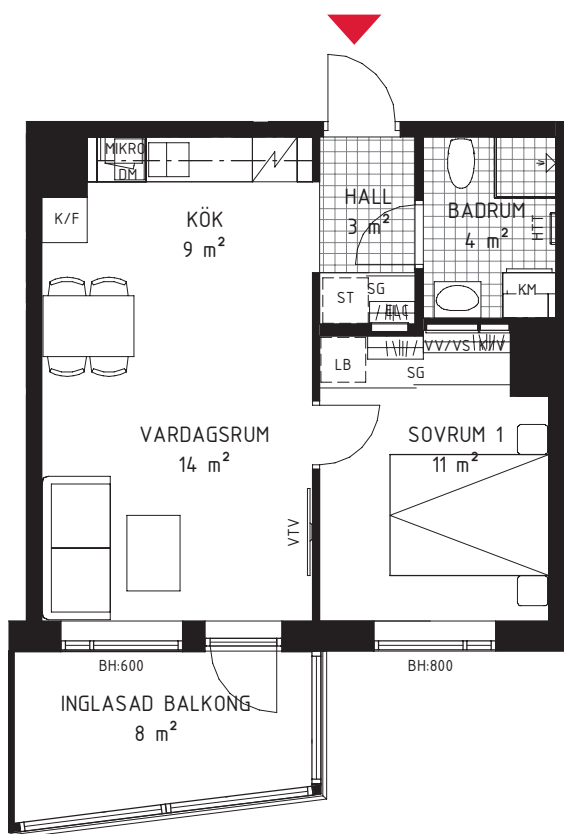 MIKRO
DM
K/F
KÖK
9 m²
HALL
3 m²
BADRUM
4 m²
HTT
KM
ST
SG
ELC
LB
SG
VV/VS
K/V
VARDAGSRUM
14 m²
SOVRUM 1
11 m²
VTV
BH:600
BH:800
INGLASAD BALKONG
8 m²